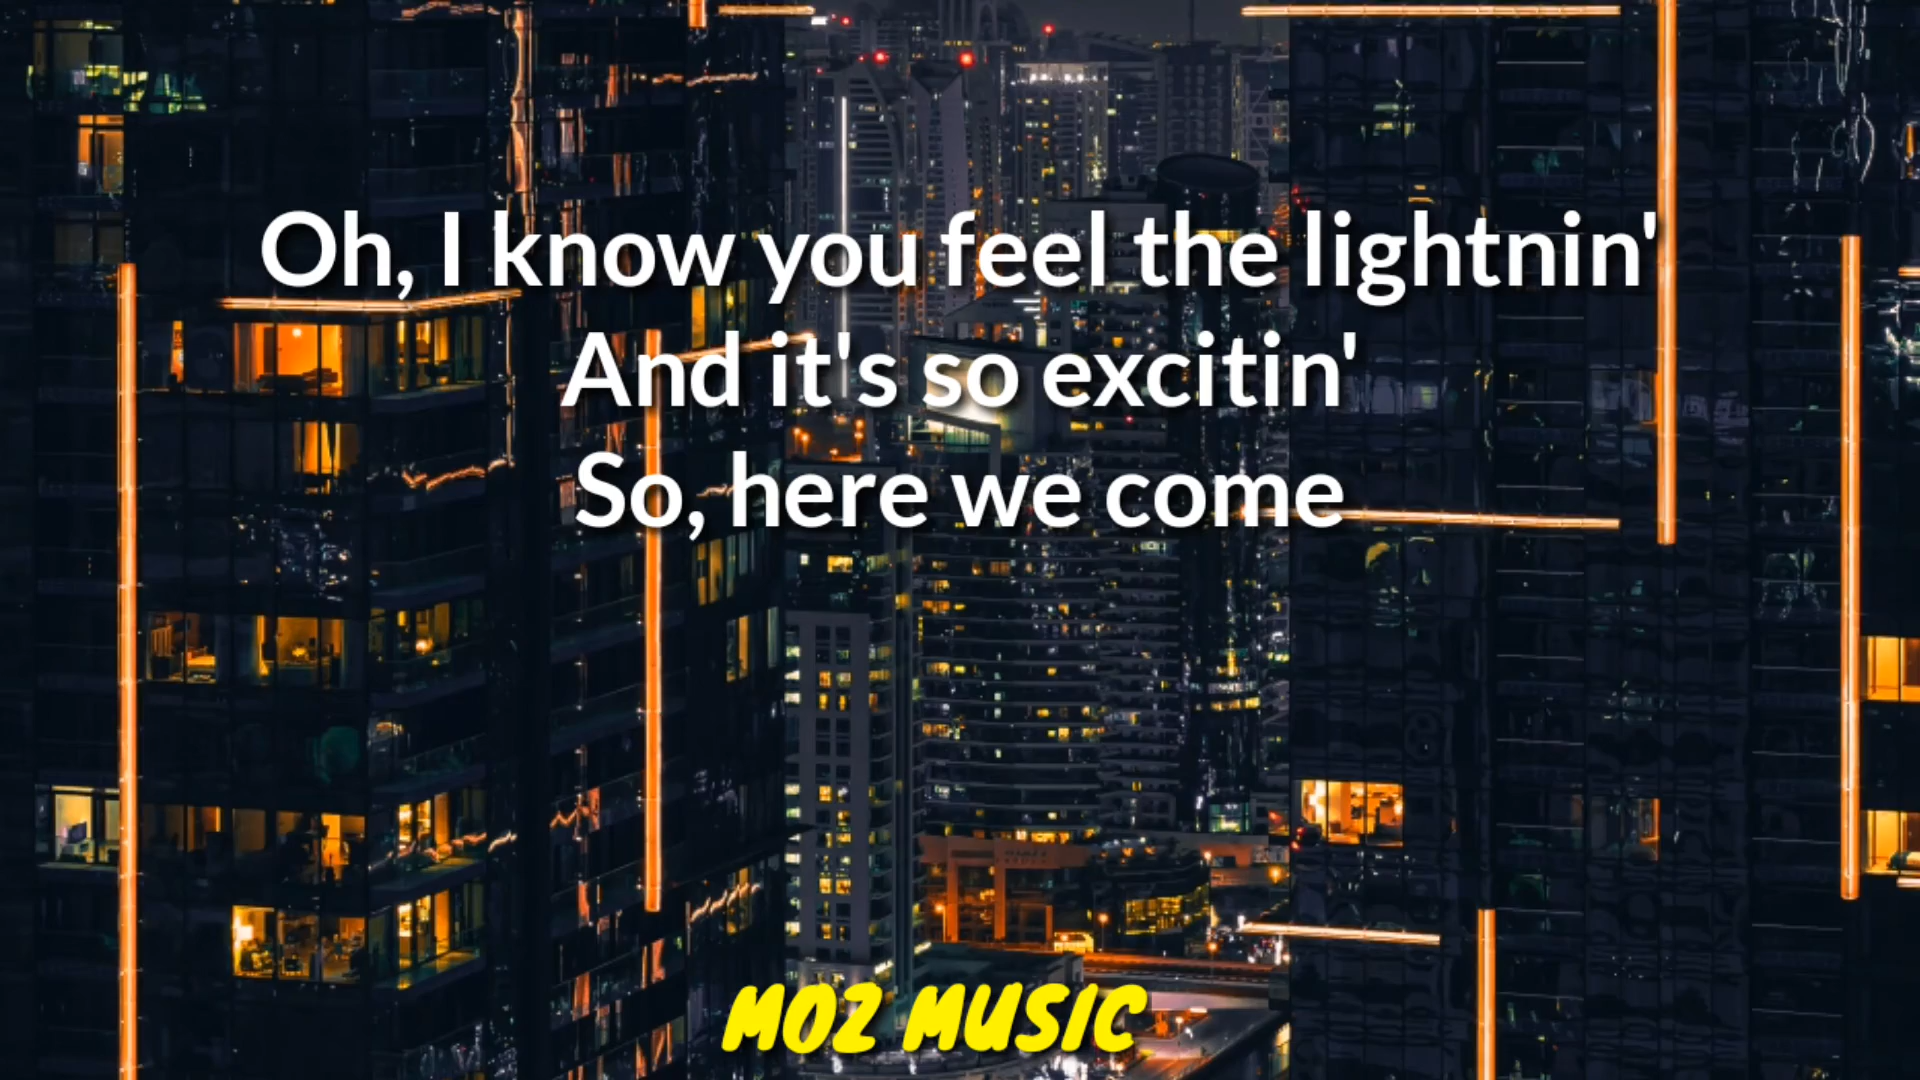 Oh, I know you feel the lightnin'
And it's so excitin'
So, here we come
MOZ MUSIC